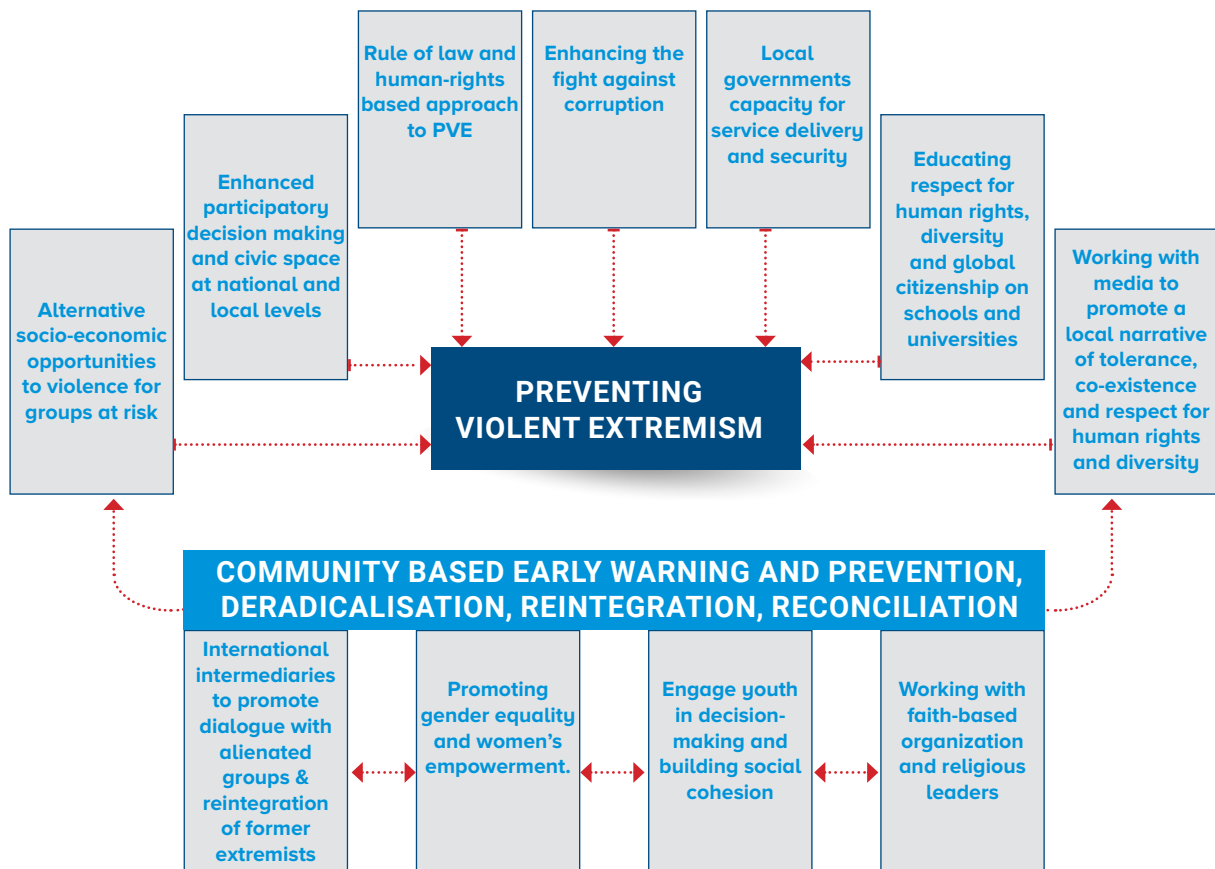 Rule of law and
human-rights
based approach
to PVE
Enhancing the
fight against
corruption
Local
governments
capacity for
service delivery
and security
Enhanced
participatory
decision making
and civic space
at national and
local levels
Educating
respect for
human rights,
diversity
and global
citizenship on
schools and
universities
Alternative
socio-economic
opportunities
to violence for
groups at risk
Working with
media to
promote a
local narrative
of tolerance,
co-existence
and respect for
human rights
and diversity
PREVENTING
VIOLENT EXTREMISM
COMMUNITY BASED EARLY WARNING AND PREVENTION,
DERADICALISATION, REINTEGRATION, RECONCILIATION
International
intermediaries
to promote
dialogue with
alienated
groups &
reintegration
of former
extremists
Promoting
gender equality
and women’s
empowerment.
Engage youth
in decision-
making and
building social
cohesion
Working with
faith-based
organization
and religious
leaders